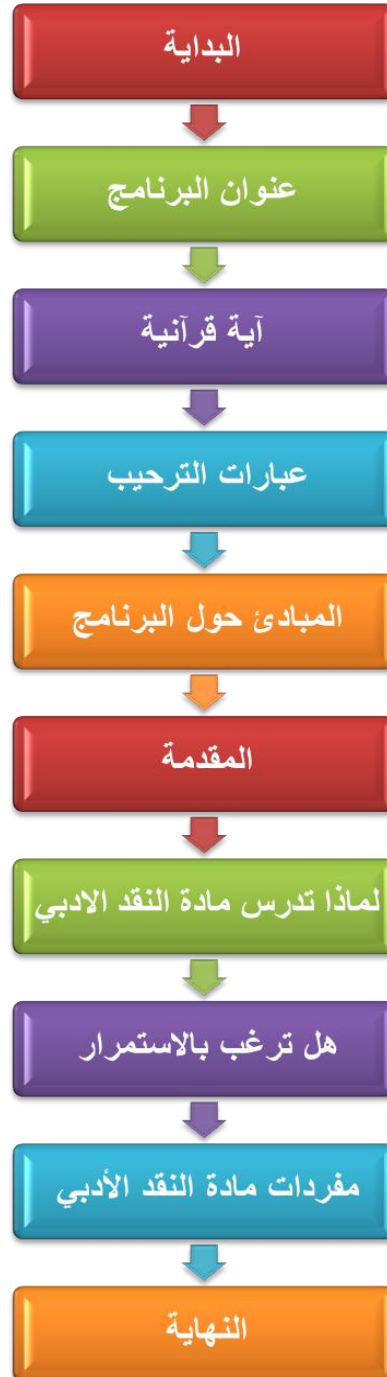 البداية
عنوان البرنامج
آية قرآنية
عبارات الترحيب
المبادئ حول البرنامج
المقدمة
لماذا تدرس مادة النقد الادبي
هل ترغب بالاستمرار
مفردات مادة النقد الأدبي
النهاية